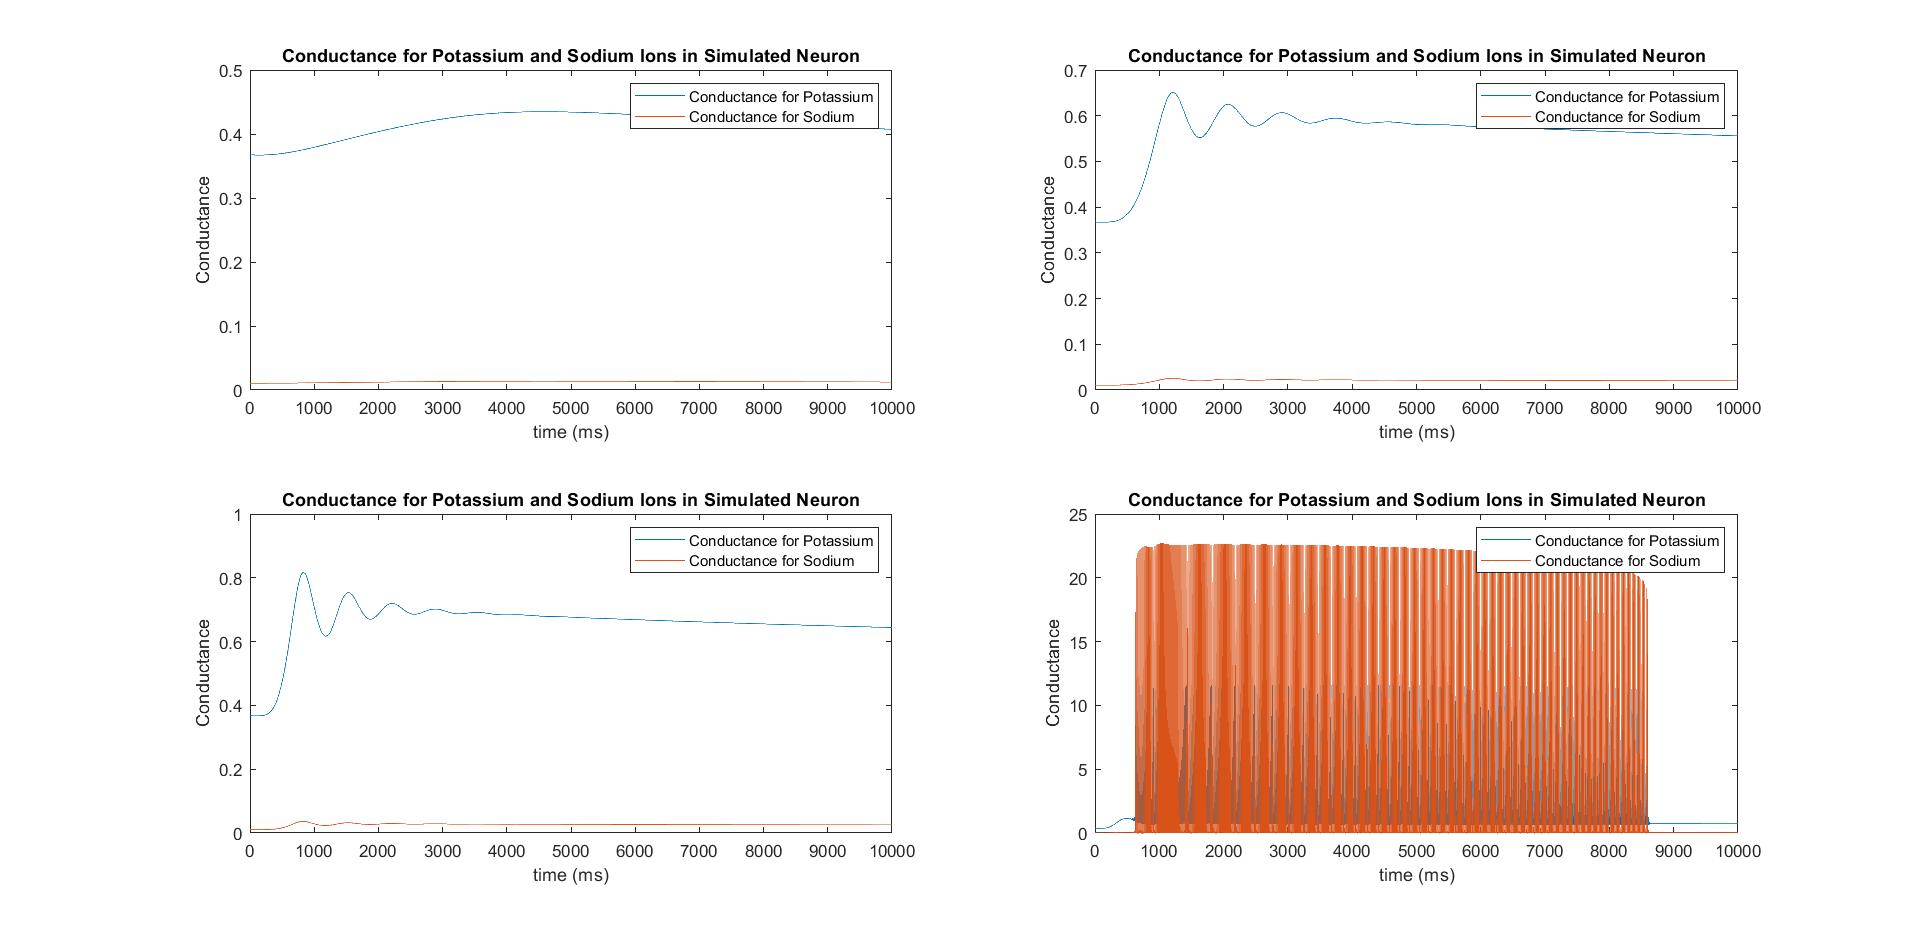 Conductance for Potassium and Sodium Ions in Simulated Neuron
Conductance
0.5
0.4
0.3
0.2
0.1
0
Conductance for Potassium
Conductance for Sodium
0 1000 2000 3000 4000 5000 6000 7000 8000 9000 10000
time (ms)
Conductance for Potassium and Sodium Ions in Simulated Neuron
Conductance
0.7
0.6
0.5
0.4
0.3
0.2
0.1
0
Conductance for Potassium
Conductance for Sodium
0 1000 2000 3000 4000 5000 6000 7000 8000 9000 10000
time (ms)
Conductance for Potassium and Sodium Ions in Simulated Neuron
Conductance
1
0.8
0.6
0.4
0.2
0
Conductance for Potassium
Conductance for Sodium
0 1000 2000 3000 4000 5000 6000 7000 8000 9000 10000
time (ms)
Conductance for Potassium and Sodium Ions in Simulated Neuron
Conductance
25
20
15
10
5
0
Conductance for Potassium
Conductance for Sodium
0 1000 2000 3000 4000 5000 6000 7000 8000 9000 10000
time (ms)